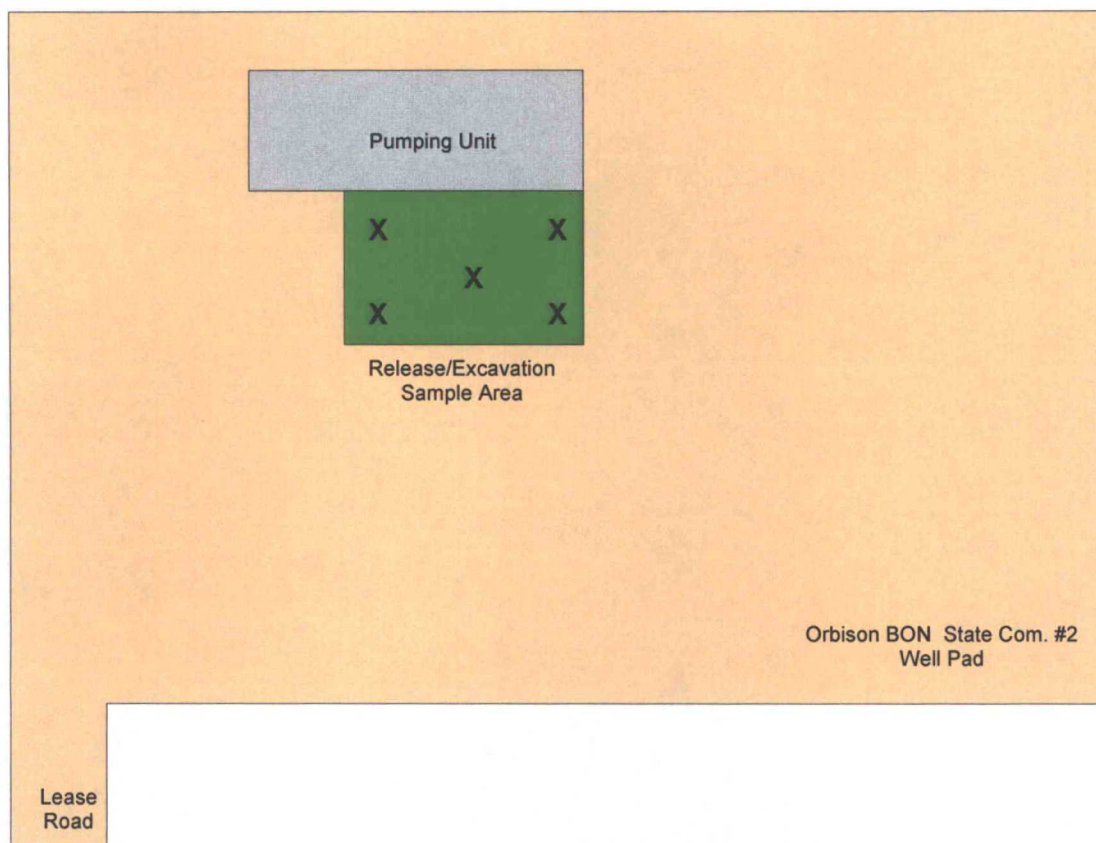 Pumping Unit
X X
X
X X
Release/Excavation
Sample Area
Orbison BON State Com. #2
Well Pad
Lease
Road